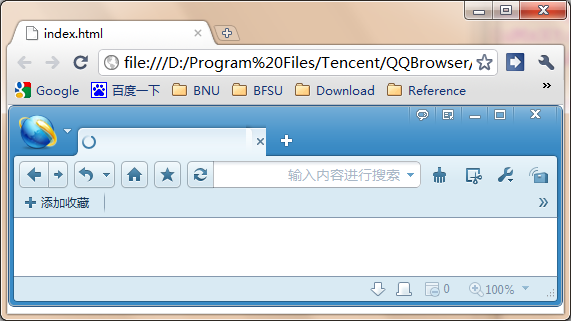 index.html
file:///D:/Program%20Files/Tencent/QQBrowser/
Google 百度一下 BNU BFSU Download Reference »
输入内容进行搜索
添加收藏 »
0 100%